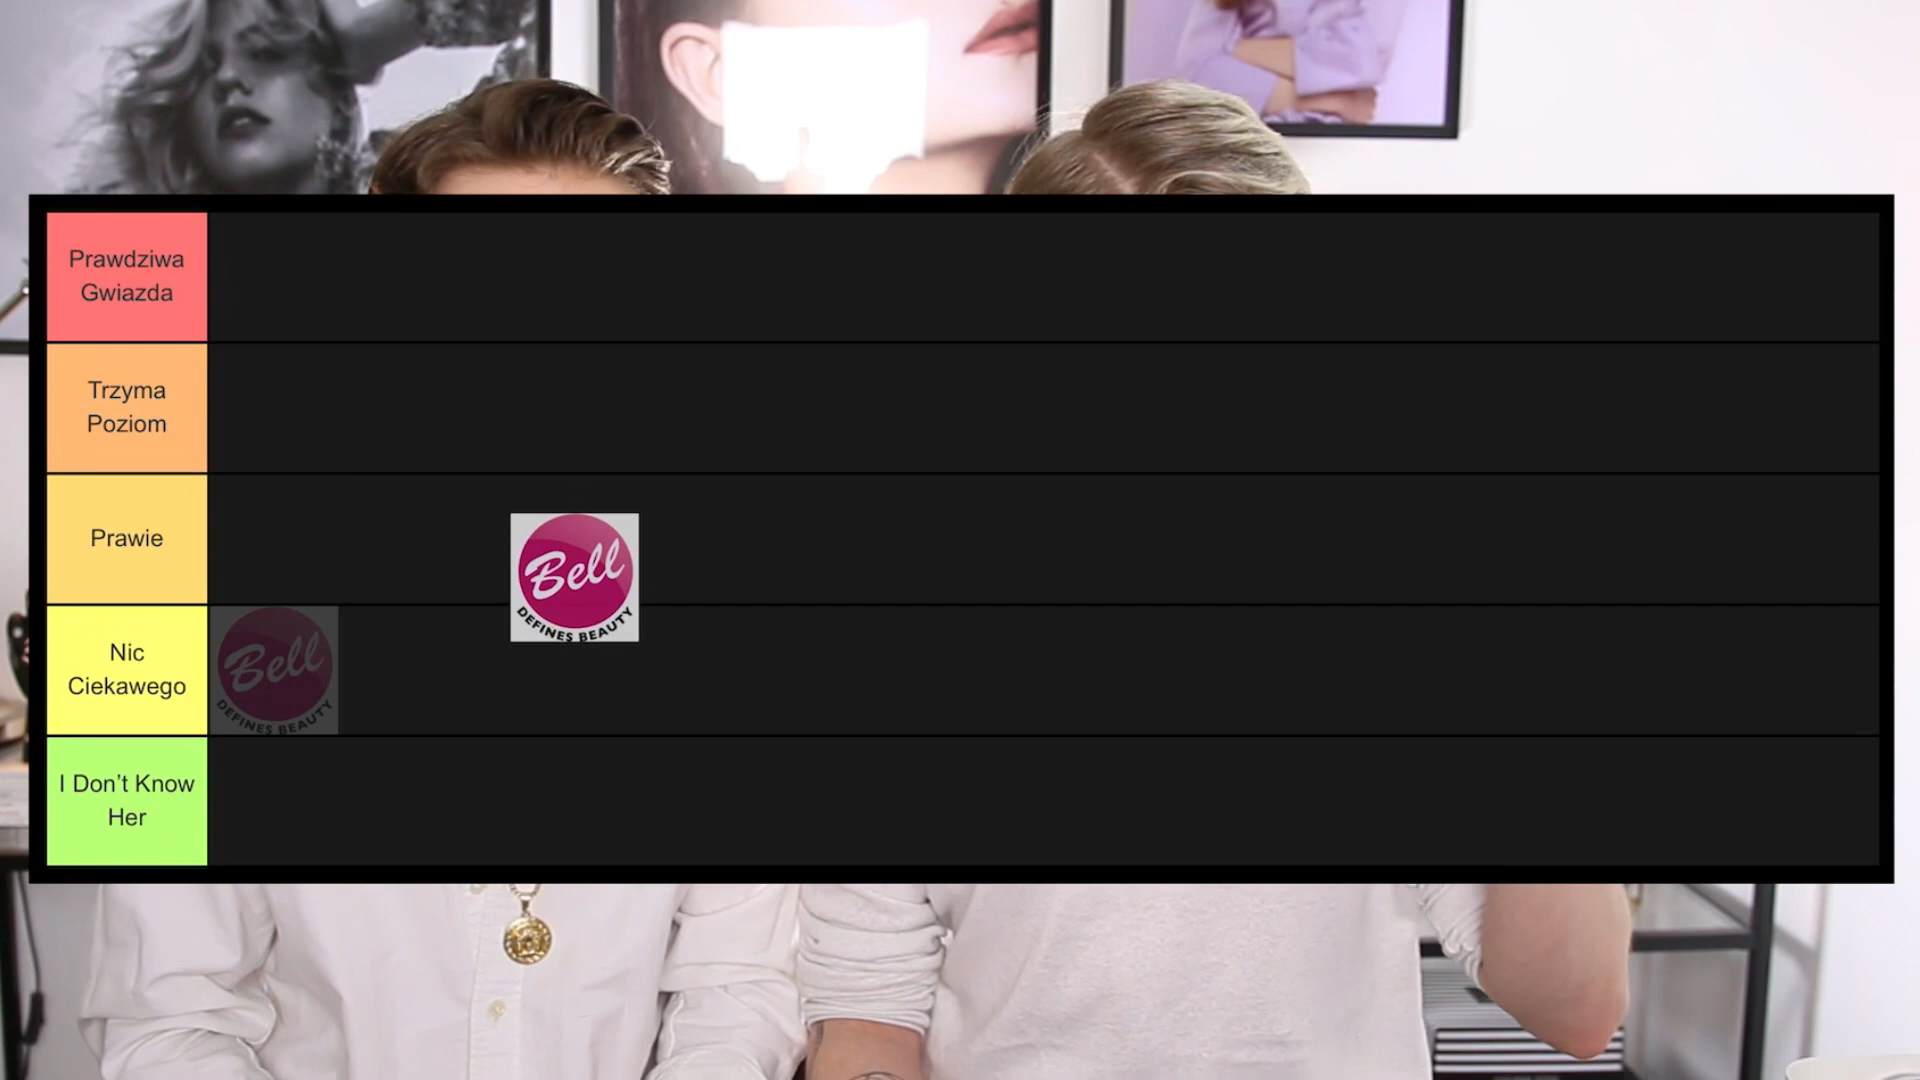 Prawdziwa
Gwiazda
Trzyma
Poziom
Prawie
Bell
DEFINES BEAUTY
Nic
Ciekawego
Bell
DEFINES BEAUTY
I Don’t Know
Her